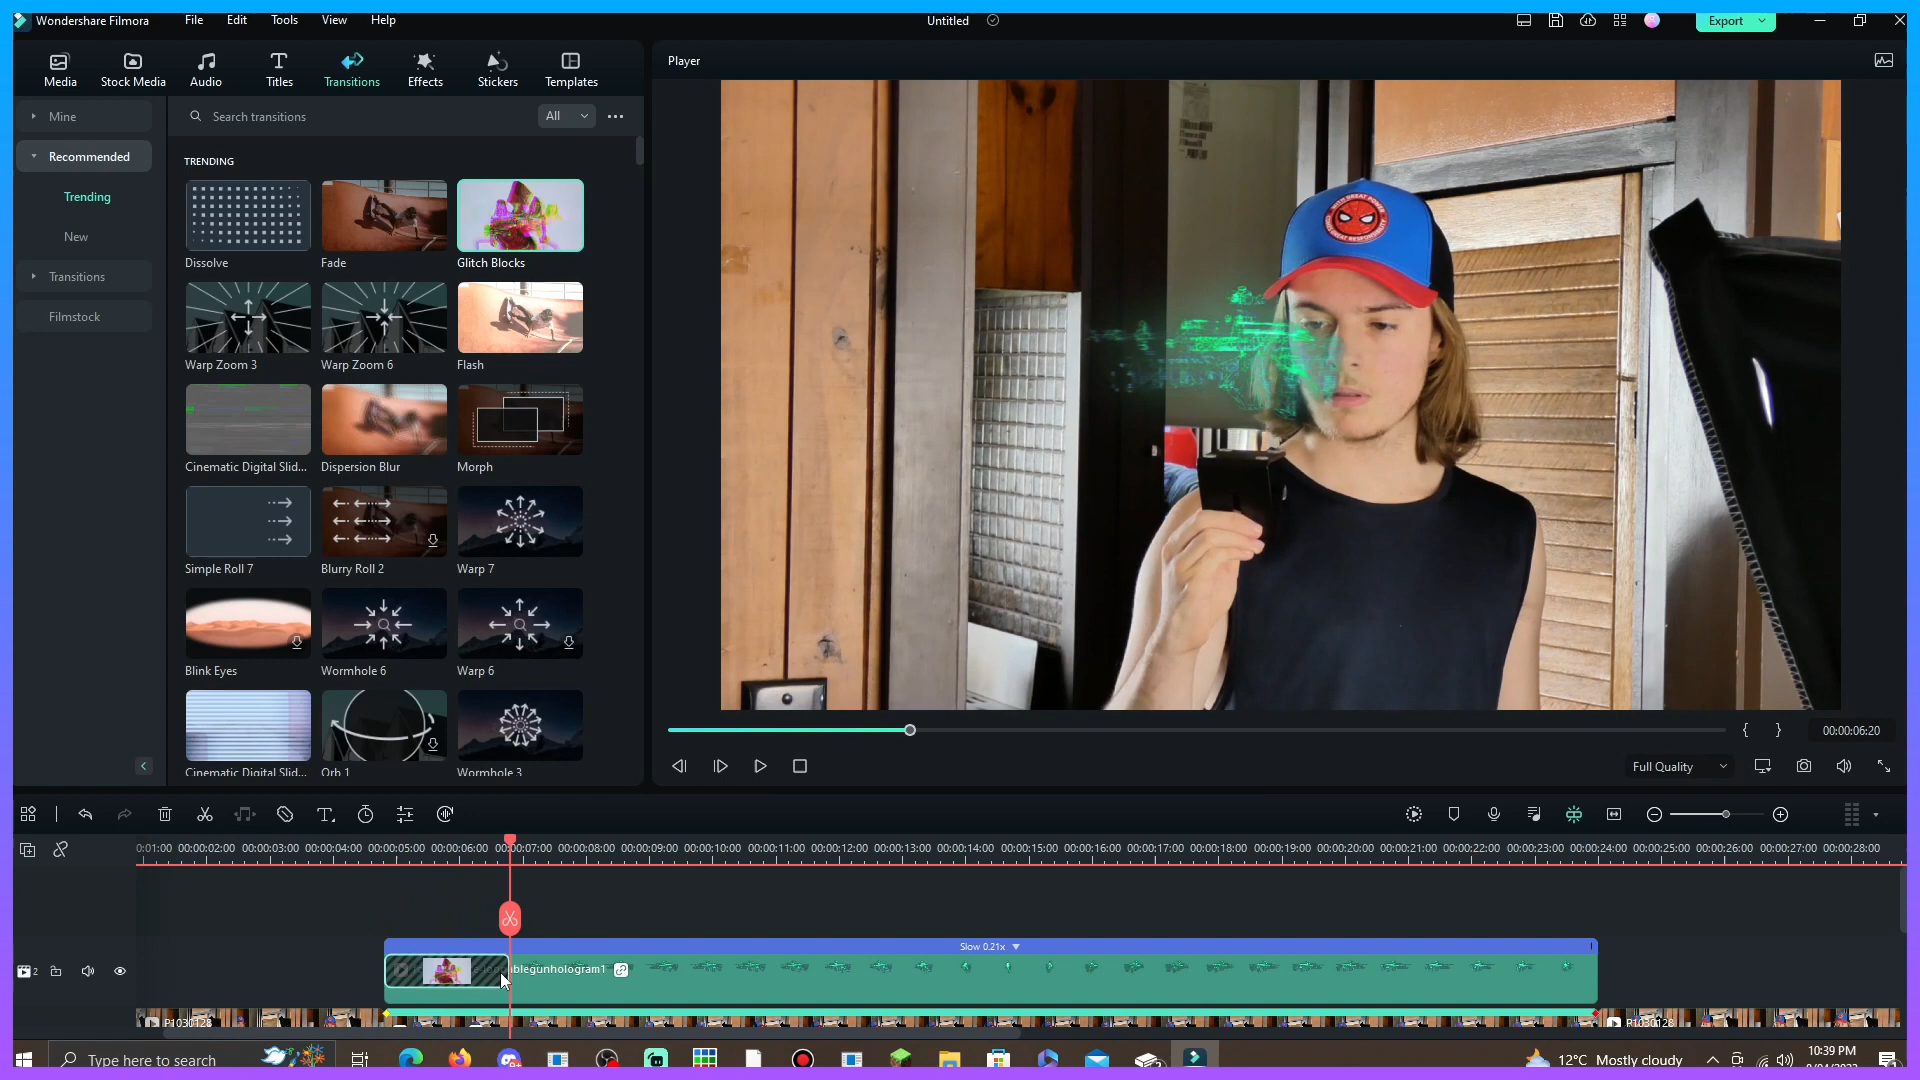 Wondershare Filmora File Edit Tools View Help Untitled Export
Media Stock Media Audio Titles Transitions Effects Stickers Templates
Player
Mine
Recommended
Trending
New
Transitions
Filmstock
Search transitions All
TRENDING
Dissolve Fade Glitch Blocks
Warp Zoom 3 Warp Zoom 6 Flash
Cinematic Digital Slid... Dispersion Blur Morph
Simple Roll 7 Blurry Roll 2 Warp 7
Blink Eyes Wormhole 6 Warp 6
Cinematic Digital Slid... Orb 1 Wormhole 3
WITH GREAT POWER
GREAT RESPONSIBILITY
{ } 00:00:06:20
Full Quality
0:01:00 00:00:02:00 00:00:03:00 00:00:04:00 00:00:05:00 00:00:06:00 00:00:07:00 00:00:08:00 00:00:09:00 00:00:10:00 00:00:11:00 00:00:12:00 00:00:13:00 00:00:14:00 00:00:15:00 00:00:16:00 00:00:17:00 00:00:18:00 00:00:19:00 00:00:20:00 00:00:21:00 00:00:22:00 00:00:23:00 00:00:24:00 00:00:25:00 00:00:26:00 00:00:27:00 00:00:28:00
Slow 0.21x
2
ablegunhologram1
P1030128 P1030128
Type here to search 12°C Mostly cloudy 10:39 PM